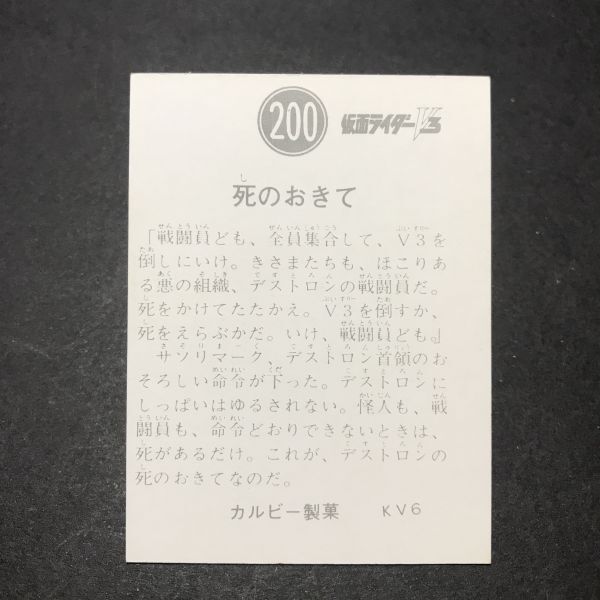 200 仮面ライダーV3
死のおきて
「戦闘員ども、全員集合して、V3を
倒しにいけ。きさまたちも、ほこりあ
る悪の組織、デストロンの戦闘員だ。
死をかけてたたかえ。V3を倒すか、
死をえらぶかだ。いけ、戦闘員ども。」
サソリマーク、デストロン首領のお
そろしい命令が下った。デストロンに
しっぱいはゆるされない。怪人も、戦
闘員も、命令どおりできないときは、
死があるだけ。これが、デストロンの
死のおきてなのだ。
カルビー製菓 KV6